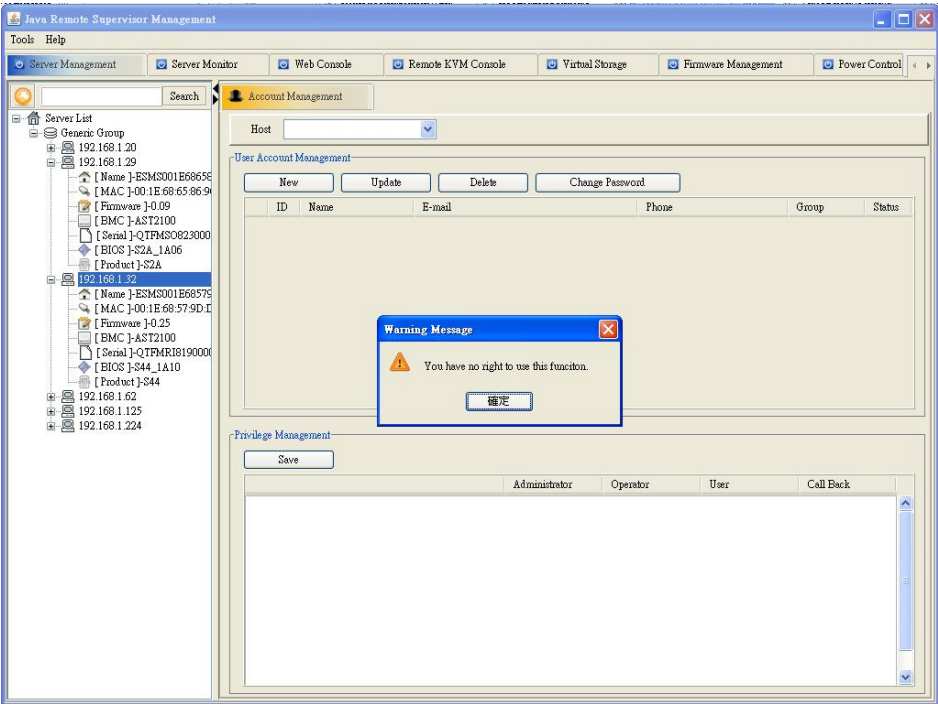 Java Remote Supervisor Management
Tools Help
Server Management Server Monitor Web Console Remote KVM Console Virtual Storage Firmware Management Power Control
Search
Account Management
Server List
Generic Group
192.168.1.20
192.168.1.29
[ Name ]-ESMS001E68658
[ MAC ]-00:1E:68:65:86:9
[ Firmware ]-0.09
[ BMC ]-AST2100
[ Serial ]-QTFMSO823000
[ BIOS ]-S2A_1A06
[ Product ]-S2A
192.168.1.32
[ Name ]-ESMS001E68579
[ MAC ]-00:1E:68:57:9D:D
[ Firmware ]-0.25
[ BMC ]-AST2100
[ Serial ]-QTFMRI8190000
[ BIOS ]-S44_1A10
[ Product ]-S44
192.168.1.62
192.168.1.125
192.168.1.224
Host
User Account Management
New Update Delete Change Password
ID Name E-mail Phone Group Status
Warning Message
You have no right to use this funciton.
確定
Privilege Management
Save
Administrator Operator User Call Back